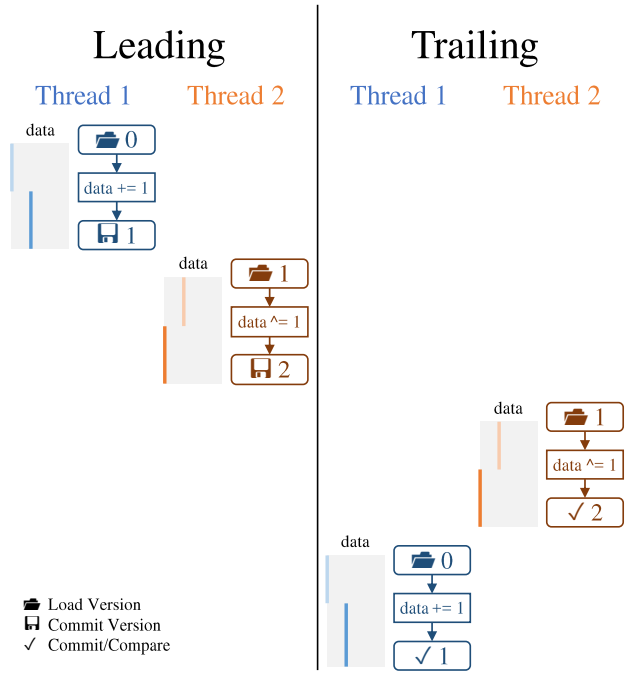 Leading
Trailing
Thread 1
Thread 2
Thread 1
Thread 2
data
0
data += 1
1
data
1
data ^= 1
2
data
1
data ^= 1
✓ 2
data
0
data += 1
✓ 1
Load Version
Commit Version
✓ Commit/Compare